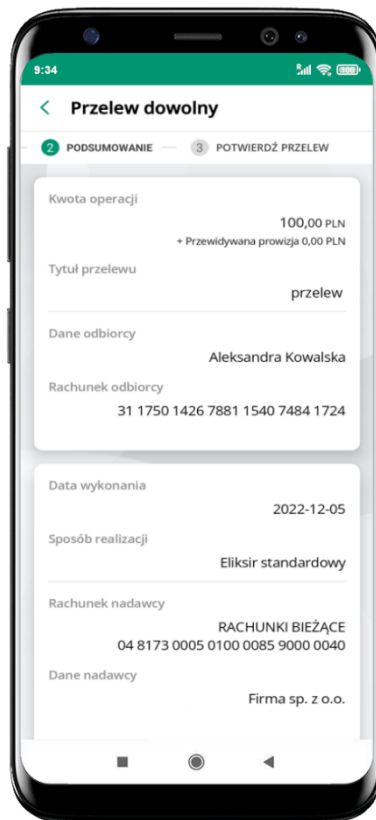 9:34
Przelew dowolny
2 PODSUMOWANIE 3 POTWIERDŹ PRZELEW
Kwota operacji
100,00 PLN
+ Przewidywana prowizja 0,00 PLN
Tytuł przelewu
przelew
Dane odbiorcy
Aleksandra Kowalska
Rachunek odbiorcy
31 1750 1426 7881 1540 7484 1724
Data wykonania
2022-12-05
Sposób realizacji
Eliksir standardowy
Rachunek nadawcy
RACHUNKI BIEŻĄCE
04 8173 0005 0100 0085 9000 0040
Dane nadawcy
Firma sp. z o.o.